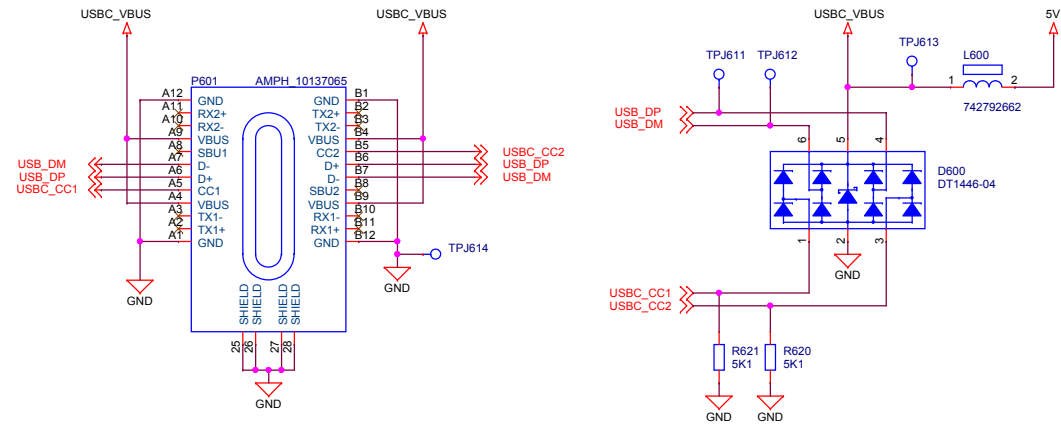 USBC_VBUS
USBC_VBUS
USBC_VBUS
5V
P601
AMPH_10137065
A12
GND
GND
B1
A11
RX2+
TX2+
B2
A10
RX2-
TX2-
B3
A9
VBUS
VBUS
B4
A8
SBU1
CC2
B5
USBC_CC2
USB_DM
A7
D-
D+
B6
USB_DP
USB_DP
A6
D+
D-
B7
USB_DM
USBC_CC1
A5
CC1
SBU2
B8
A4
VBUS
VBUS
B9
A3
TX1-
RX1-
B10
A2
TX1+
RX1+
B11
A1
GND
GND
B12
TPJ614
GND
GND
SHIELD
SHIELD
SHIELD
SHIELD
25
26
27
28
GND
TPJ611
TPJ612
TPJ613
L600
1
2
742792662
USB_DP
USB_DM
6
5
4
D600
DT1446-04
1
2
3
GND
USBC_CC1
USBC_CC2
R621
5K1
R620
5K1
GND
GND